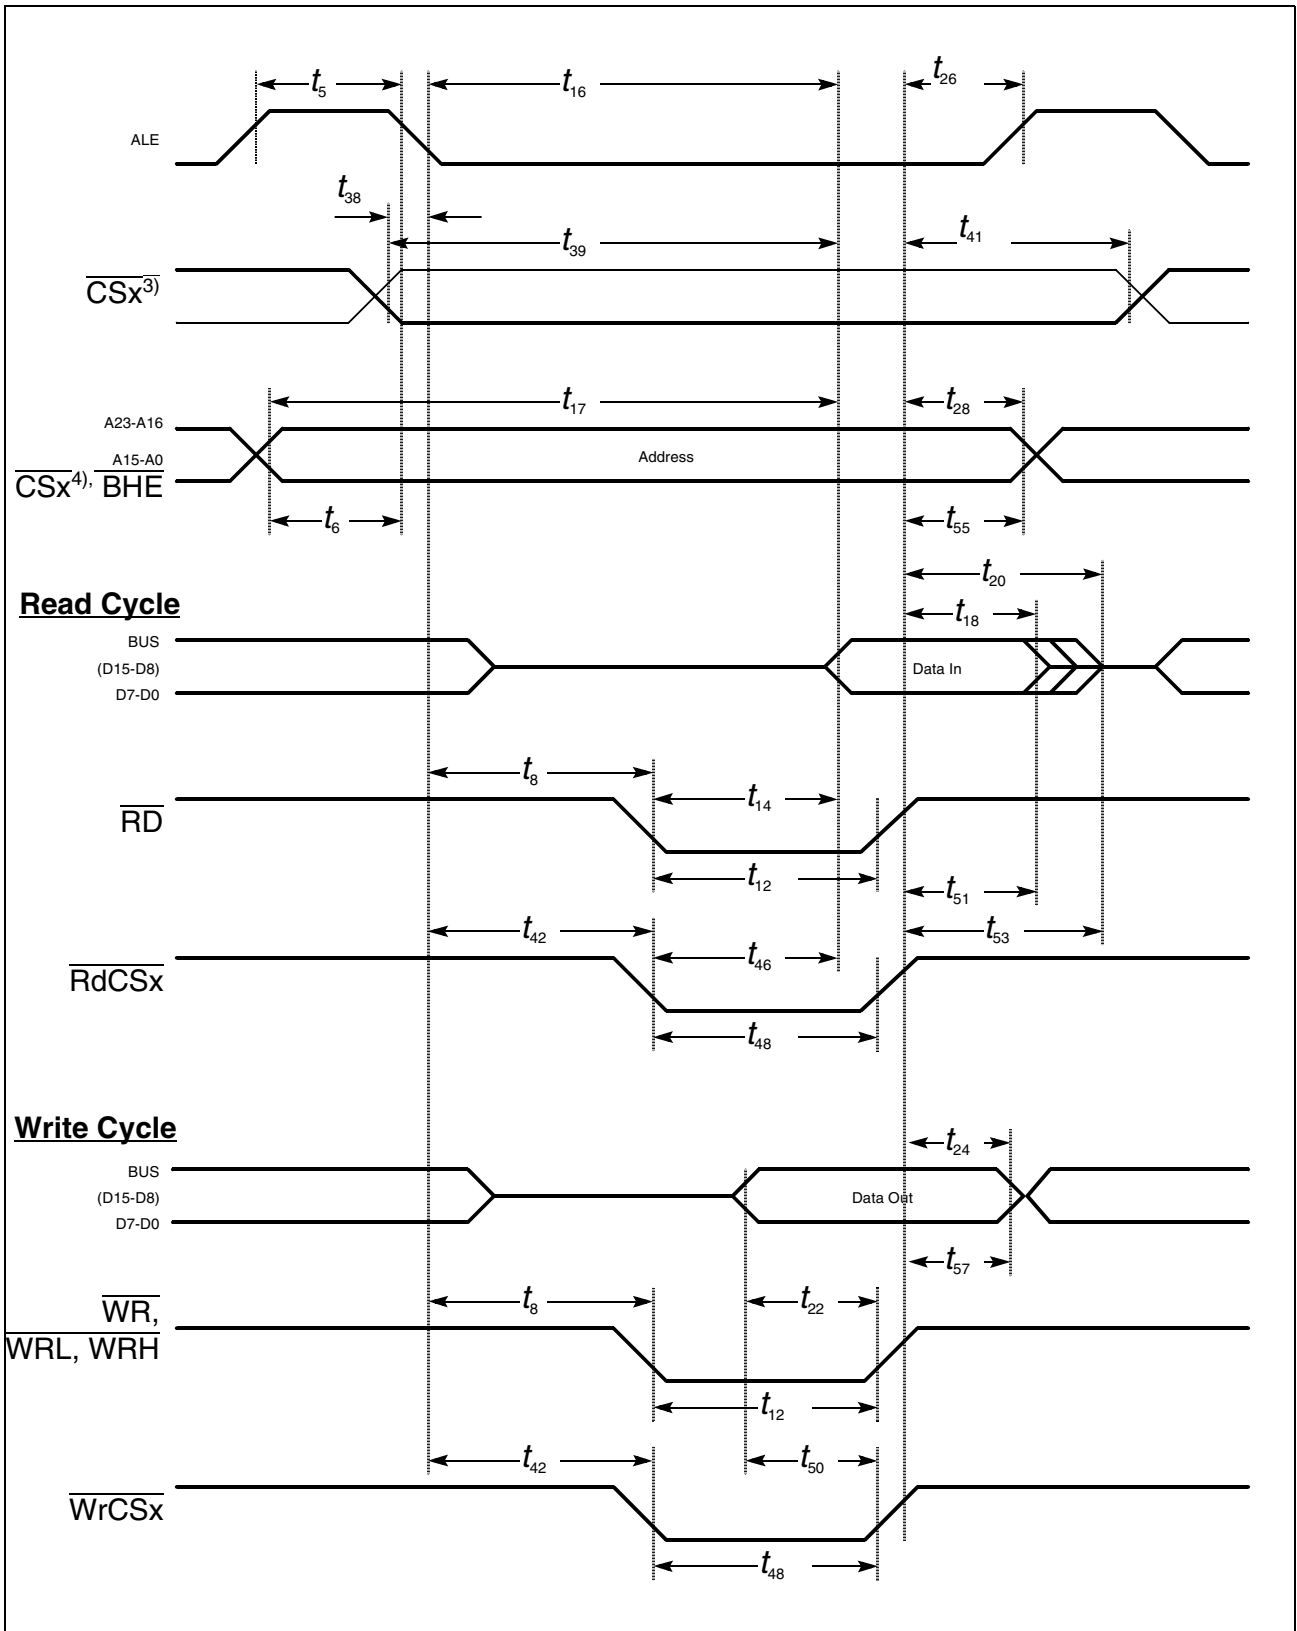 t5 t16 t26
ALE
t38
t39 t41
CSx3)
t17 t28
A23-A16
A15-A0
Address
CSx4), BHE
t6 t55
t20
Read Cycle
t18
BUS
(D15-D8) Data In
D7-D0
t8
t14
RD
t12 t51
t42 t53
t46
RdCSx
t48
Write Cycle
t24
BUS
(D15-D8) Data Out
D7-D0
t57
t8 t22
WR,
WRL, WRH
t12
t42 t50
WrCSx
t48